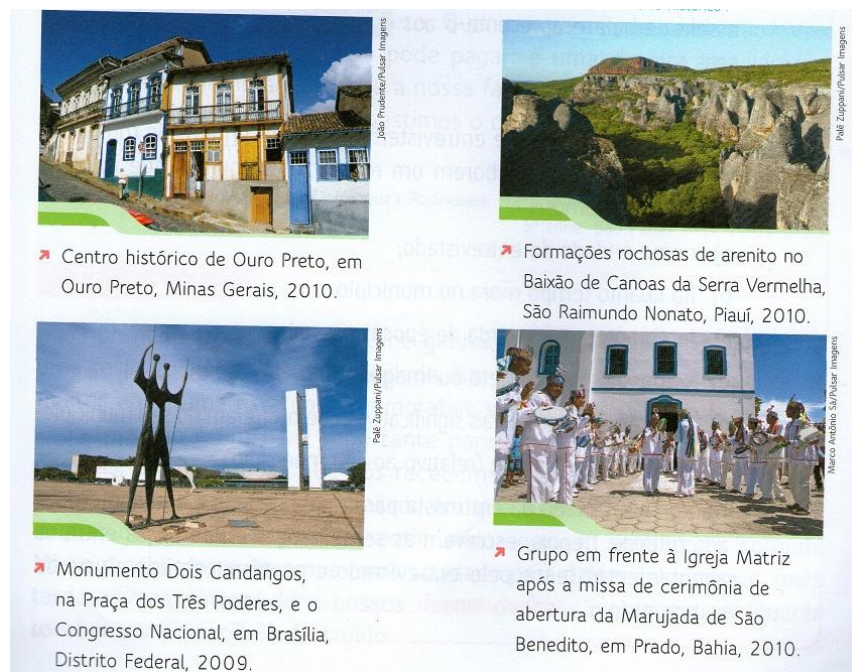 João Prudente/Pulsar Imagens
Centro histórico de Ouro Preto, em
Ouro Preto, Minas Gerais, 2010.
Palê Zuppani/Pulsar Imagens
Formações rochosas de arenito no
Baixão de Canoas da Serra Vermelha,
São Raimundo Nonato, Piauí, 2010.
Palê Zuppani/Pulsar Imagens
Monumento Dois Candangos,
na Praça dos Três Poderes, e o
Congresso Nacional, em Brasília,
Distrito Federal, 2009.
Marco Antônio Sá/Pulsar Imagens
Grupo em frente à Igreja Matriz
após a missa de cerimônia de
abertura da Marujada de São
Benedito, em Prado, Bahia, 2010.